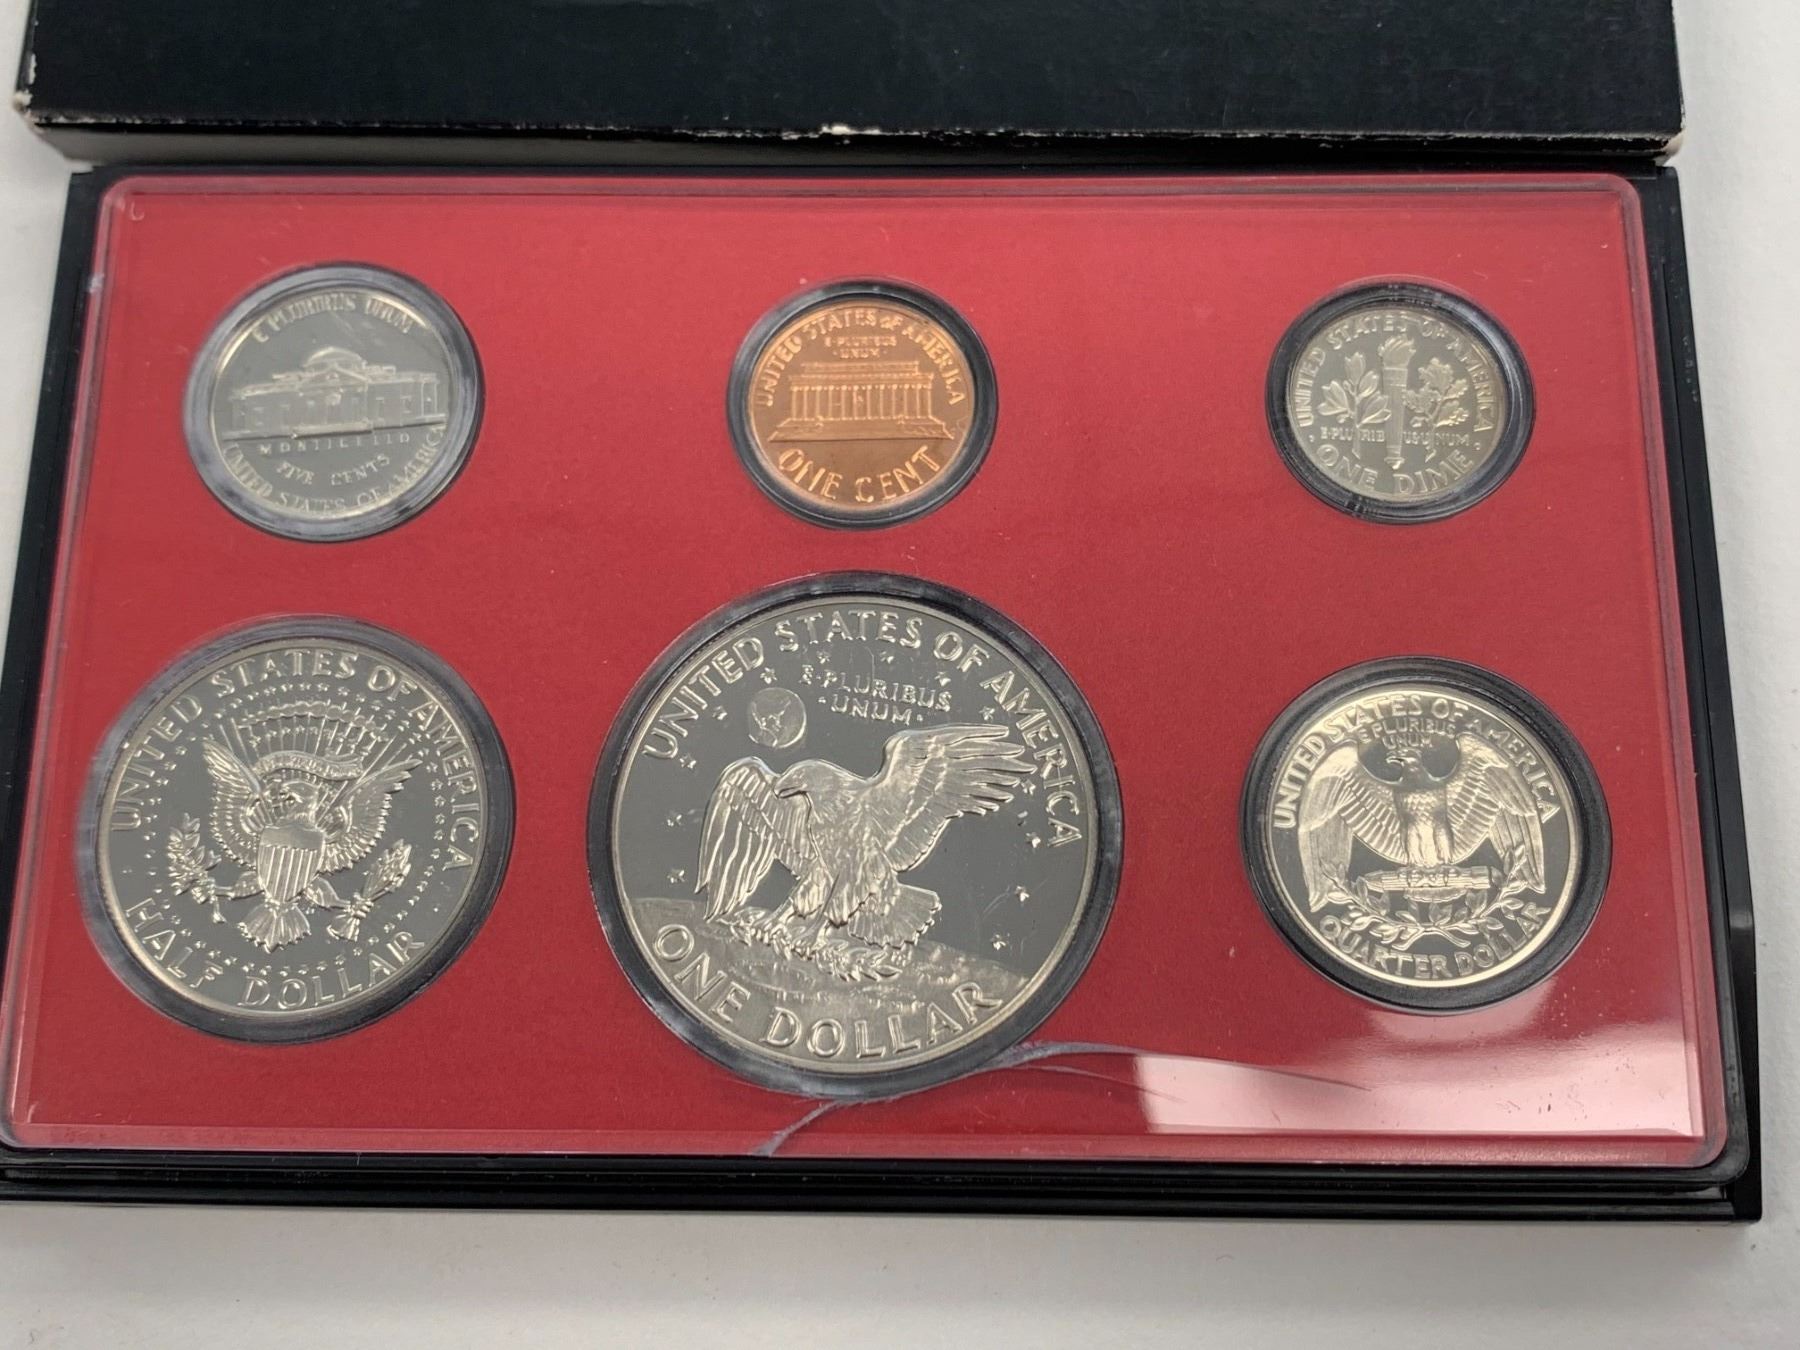 E PLURIBUS UNUM
MONTICELLO
FIVE CENTS
UNITED STATES OF AMERICA
UNITED STATES OF AMERICA
E·PLURIBUS
·UNUM·
ONE CENT
UNITED STATES OF AMERICA
·E·PLURIBUS UNUM·
ONE DIME
UNITED STATES OF AMERICA
HALF DOLLAR
UNITED STATES OF AMERICA
E·PLURIBUS
·UNUM·
ONE DOLLAR
UNITED STATES OF AMERICA
E PLURIBUS
UNUM
QUARTER DOLLAR